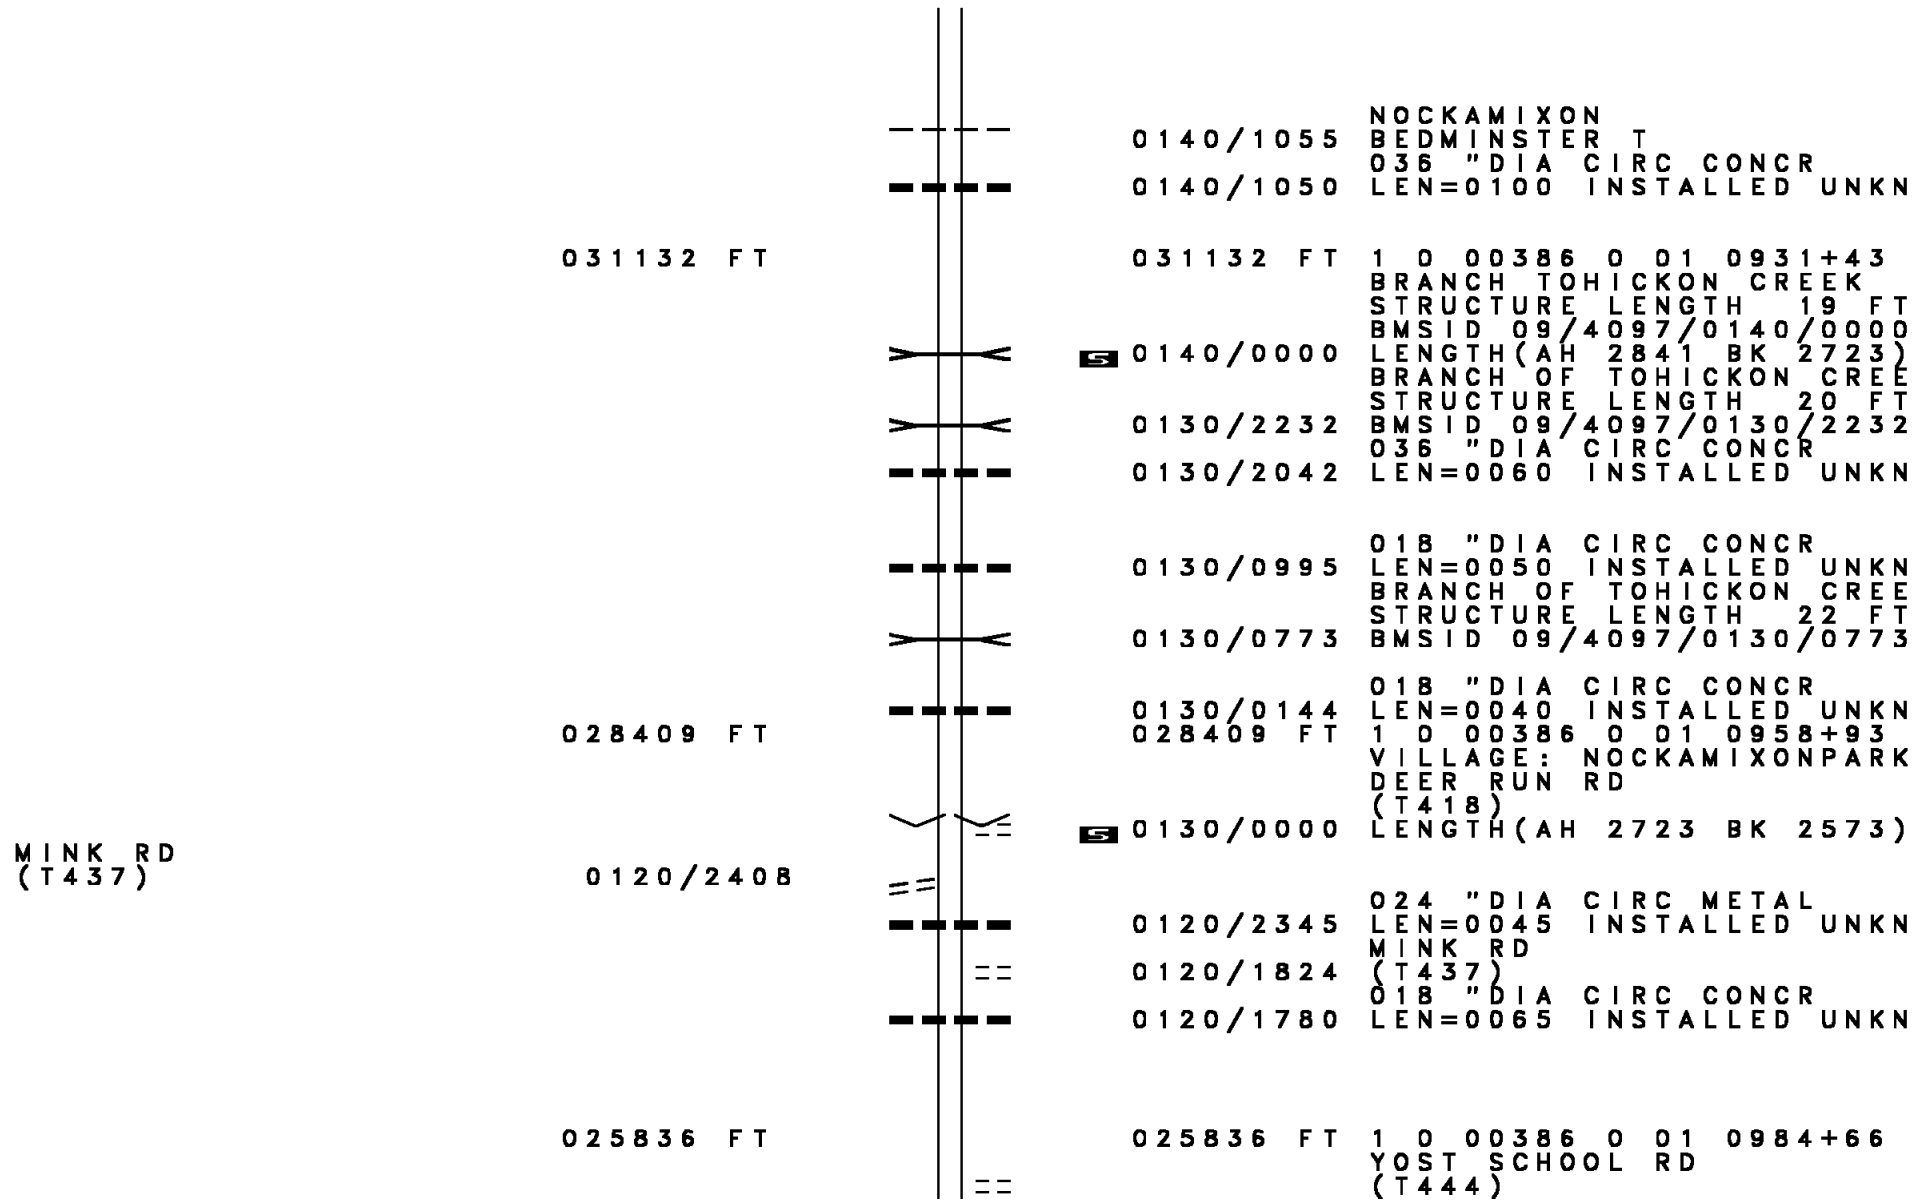 NOCKAMIXON
0140/1055 BEDMINSTER T
036 "DIA CIRC CONCR
0140/1050 LEN=0100 INSTALLED UNKN
031132 FT 031132 FT 1 0 00386 0 01 0931+43
BRANCH TOHICKON CREEK
STRUCTURE LENGTH 19 FT
BMSID 09/4097/0140/0000
S 0140/0000 LENGTH(AH 2841 BK 2723)
BRANCH OF TOHICKON CREE
STRUCTURE LENGTH 20 FT
0130/2232 BMSID 09/4097/0130/2232
036 "DIA CIRC CONCR
0130/2042 LEN=0060 INSTALLED UNKN
018 "DIA CIRC CONCR
0130/0995 LEN=0050 INSTALLED UNKN
BRANCH OF TOHICKON CREE
STRUCTURE LENGTH 22 FT
0130/0773 BMSID 09/4097/0130/0773
018 "DIA CIRC CONCR
0130/0144 LEN=0040 INSTALLED UNKN
028409 FT 028409 FT 1 0 00386 0 01 0958+93
VILLAGE: NOCKAMIXONPARK
DEER RUN RD
(T418)
S 0130/0000 LENGTH(AH 2723 BK 2573)
MINK RD
(T437) 0120/2408
024 "DIA CIRC METAL
0120/2345 LEN=0045 INSTALLED UNKN
MINK RD
0120/1824 (T437)
018 "DIA CIRC CONCR
0120/1780 LEN=0065 INSTALLED UNKN
025836 FT 025836 FT 1 0 00386 0 01 0984+66
YOST SCHOOL RD
(T444)